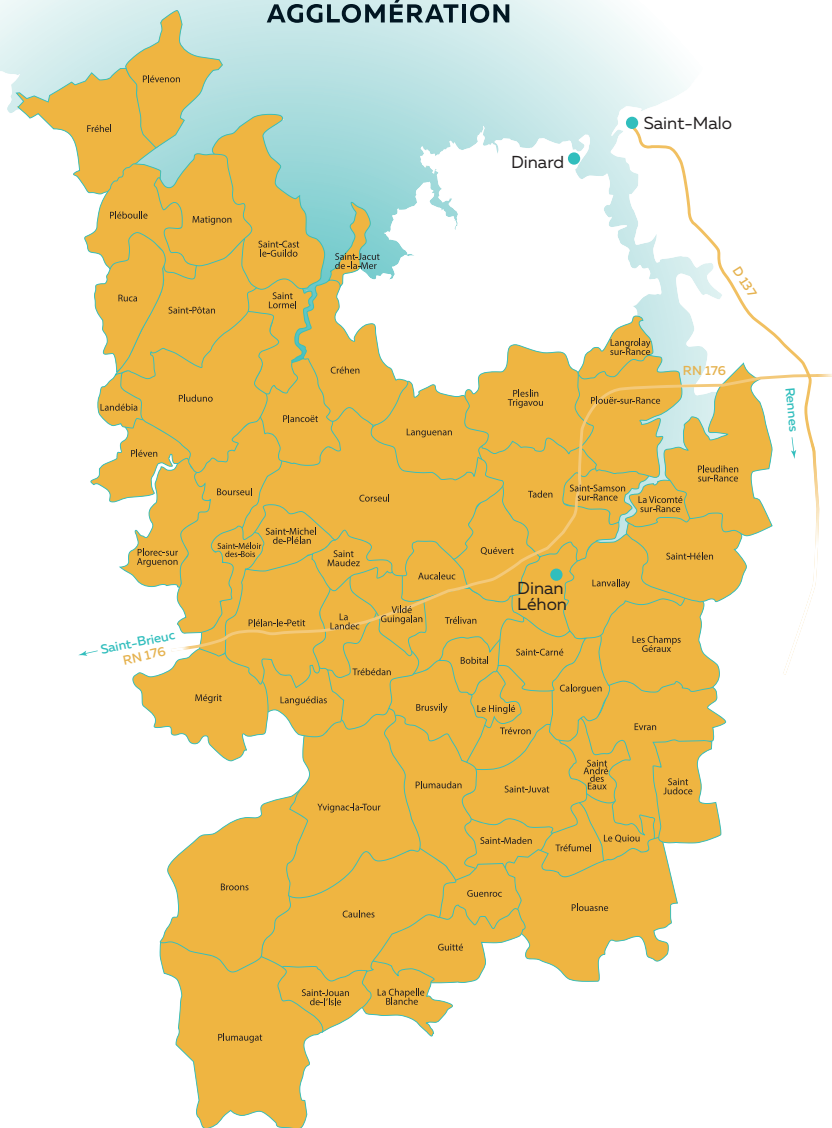 AGGLOMÉRATION
Plévenon
Fréhel
Saint-Malo
Dinard
Pléboulle
Matignon
Saint-Cast
le-Guildo
Saint-Jacut
de-la-Mer
D 137
Ruca
Saint-Pôtan
Saint
Lormel
Langrolay
sur-Rance
Créhen
RN 176
Pleslin
Trigavou
Plouër-sur-Rance
Rennes
Landébia
Pluduno
Plancoët
Languenan
Pléven
Pleudihen
sur-Rance
Bourseul
Corseul
Taden
Saint-Samson
sur-Rance
La Vicomté
sur-Rance
Saint-Michel
de-Plélan
Saint-Méloir
des-Bois
Saint
Maudez
Quévert
Plorec-sur
Arguenon
Saint-Hélen
Aucaleuc
Dinan
Léhon
Lanvallay
Vildé
Guingalan
La
Landec
Plélan-le-Petit
Trélivan
Saint-Brieuc
RN 176
Les Champs
Géraux
Saint-Carné
Bobital
Trébédan
Calorguen
Mégrit
Languédias
Brusvily
Le Hinglé
Trévron
Evran
Saint
André
des
Eaux
Plumaudan
Saint-Juvat
Saint
Judoce
Yvignac-la-Tour
Saint-Maden
Tréfumel
Le Quiou
Broons
Guenroc
Caulnes
Plouasne
Guitté
Saint-Jouan
de-l'Isle
La Chapelle
Blanche
Plumaugat